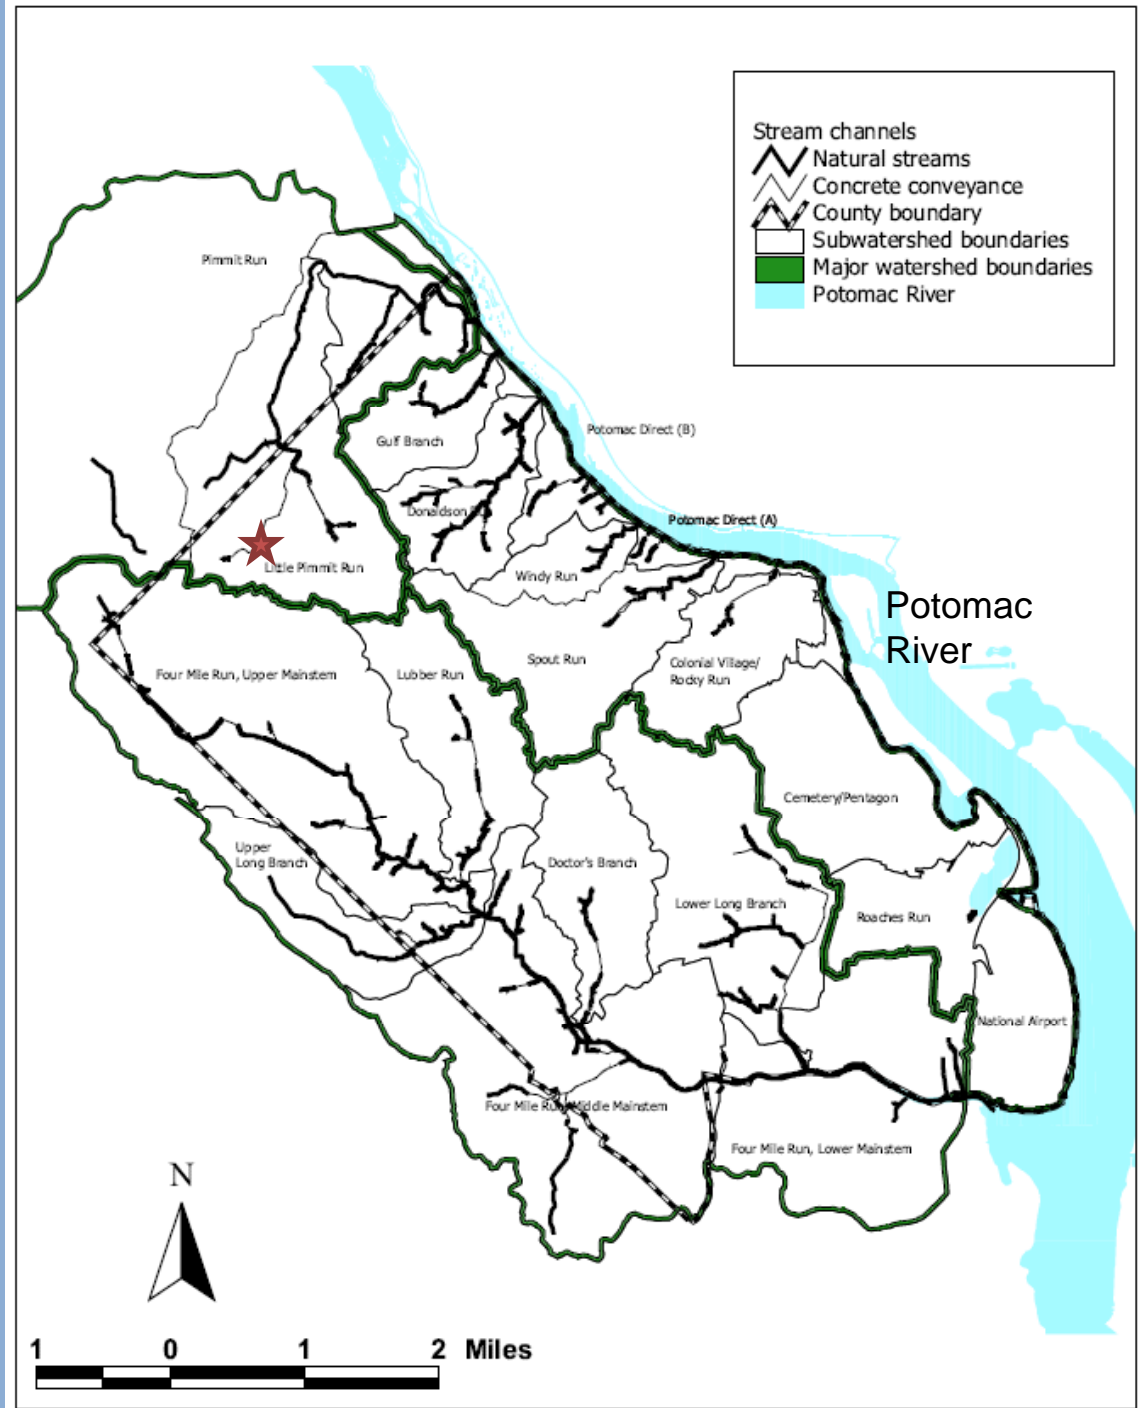 Stream channels
Natural streams
Concrete conveyance
County boundary
Subwatershed boundaries
Major watershed boundaries
Potomac River
Pimmit Run
Gulf Branch
Potomac Direct (B)
Donaldson
Potomac Direct (A)
Little Pimmit Run
Windy Run
Potomac
River
Four Mile Run, Upper Mainstem
Lubber Run
Spout Run
Colonial Village/
Rocky Run
Cemetery/Pentagon
Upper
Long Branch
Doctor's Branch
Lower Long Branch
Roaches Run
National Airport
Four Mile Run, Middle Mainstem
Four Mile Run, Lower Mainstem
N
1 0 1 2 Miles